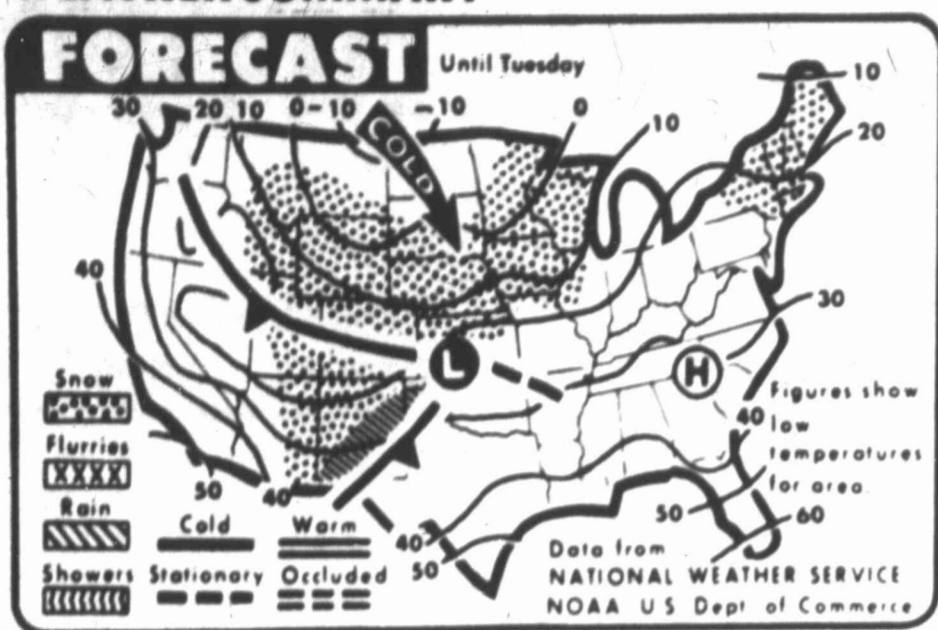 FORECAST
Until Tuesday
30 20 10 0 -10 -10 0 10 10
20
COLD
L
40
30
L
H
Snow
Flurries
Rain
Showers
Cold
Warm
Stationary
Occluded
50 40
40
50
40
50
60
Figures show
low
temperatures
for area.
Data from
NATIONAL WEATHER SERVICE
NOAA U S Dept of Commerce